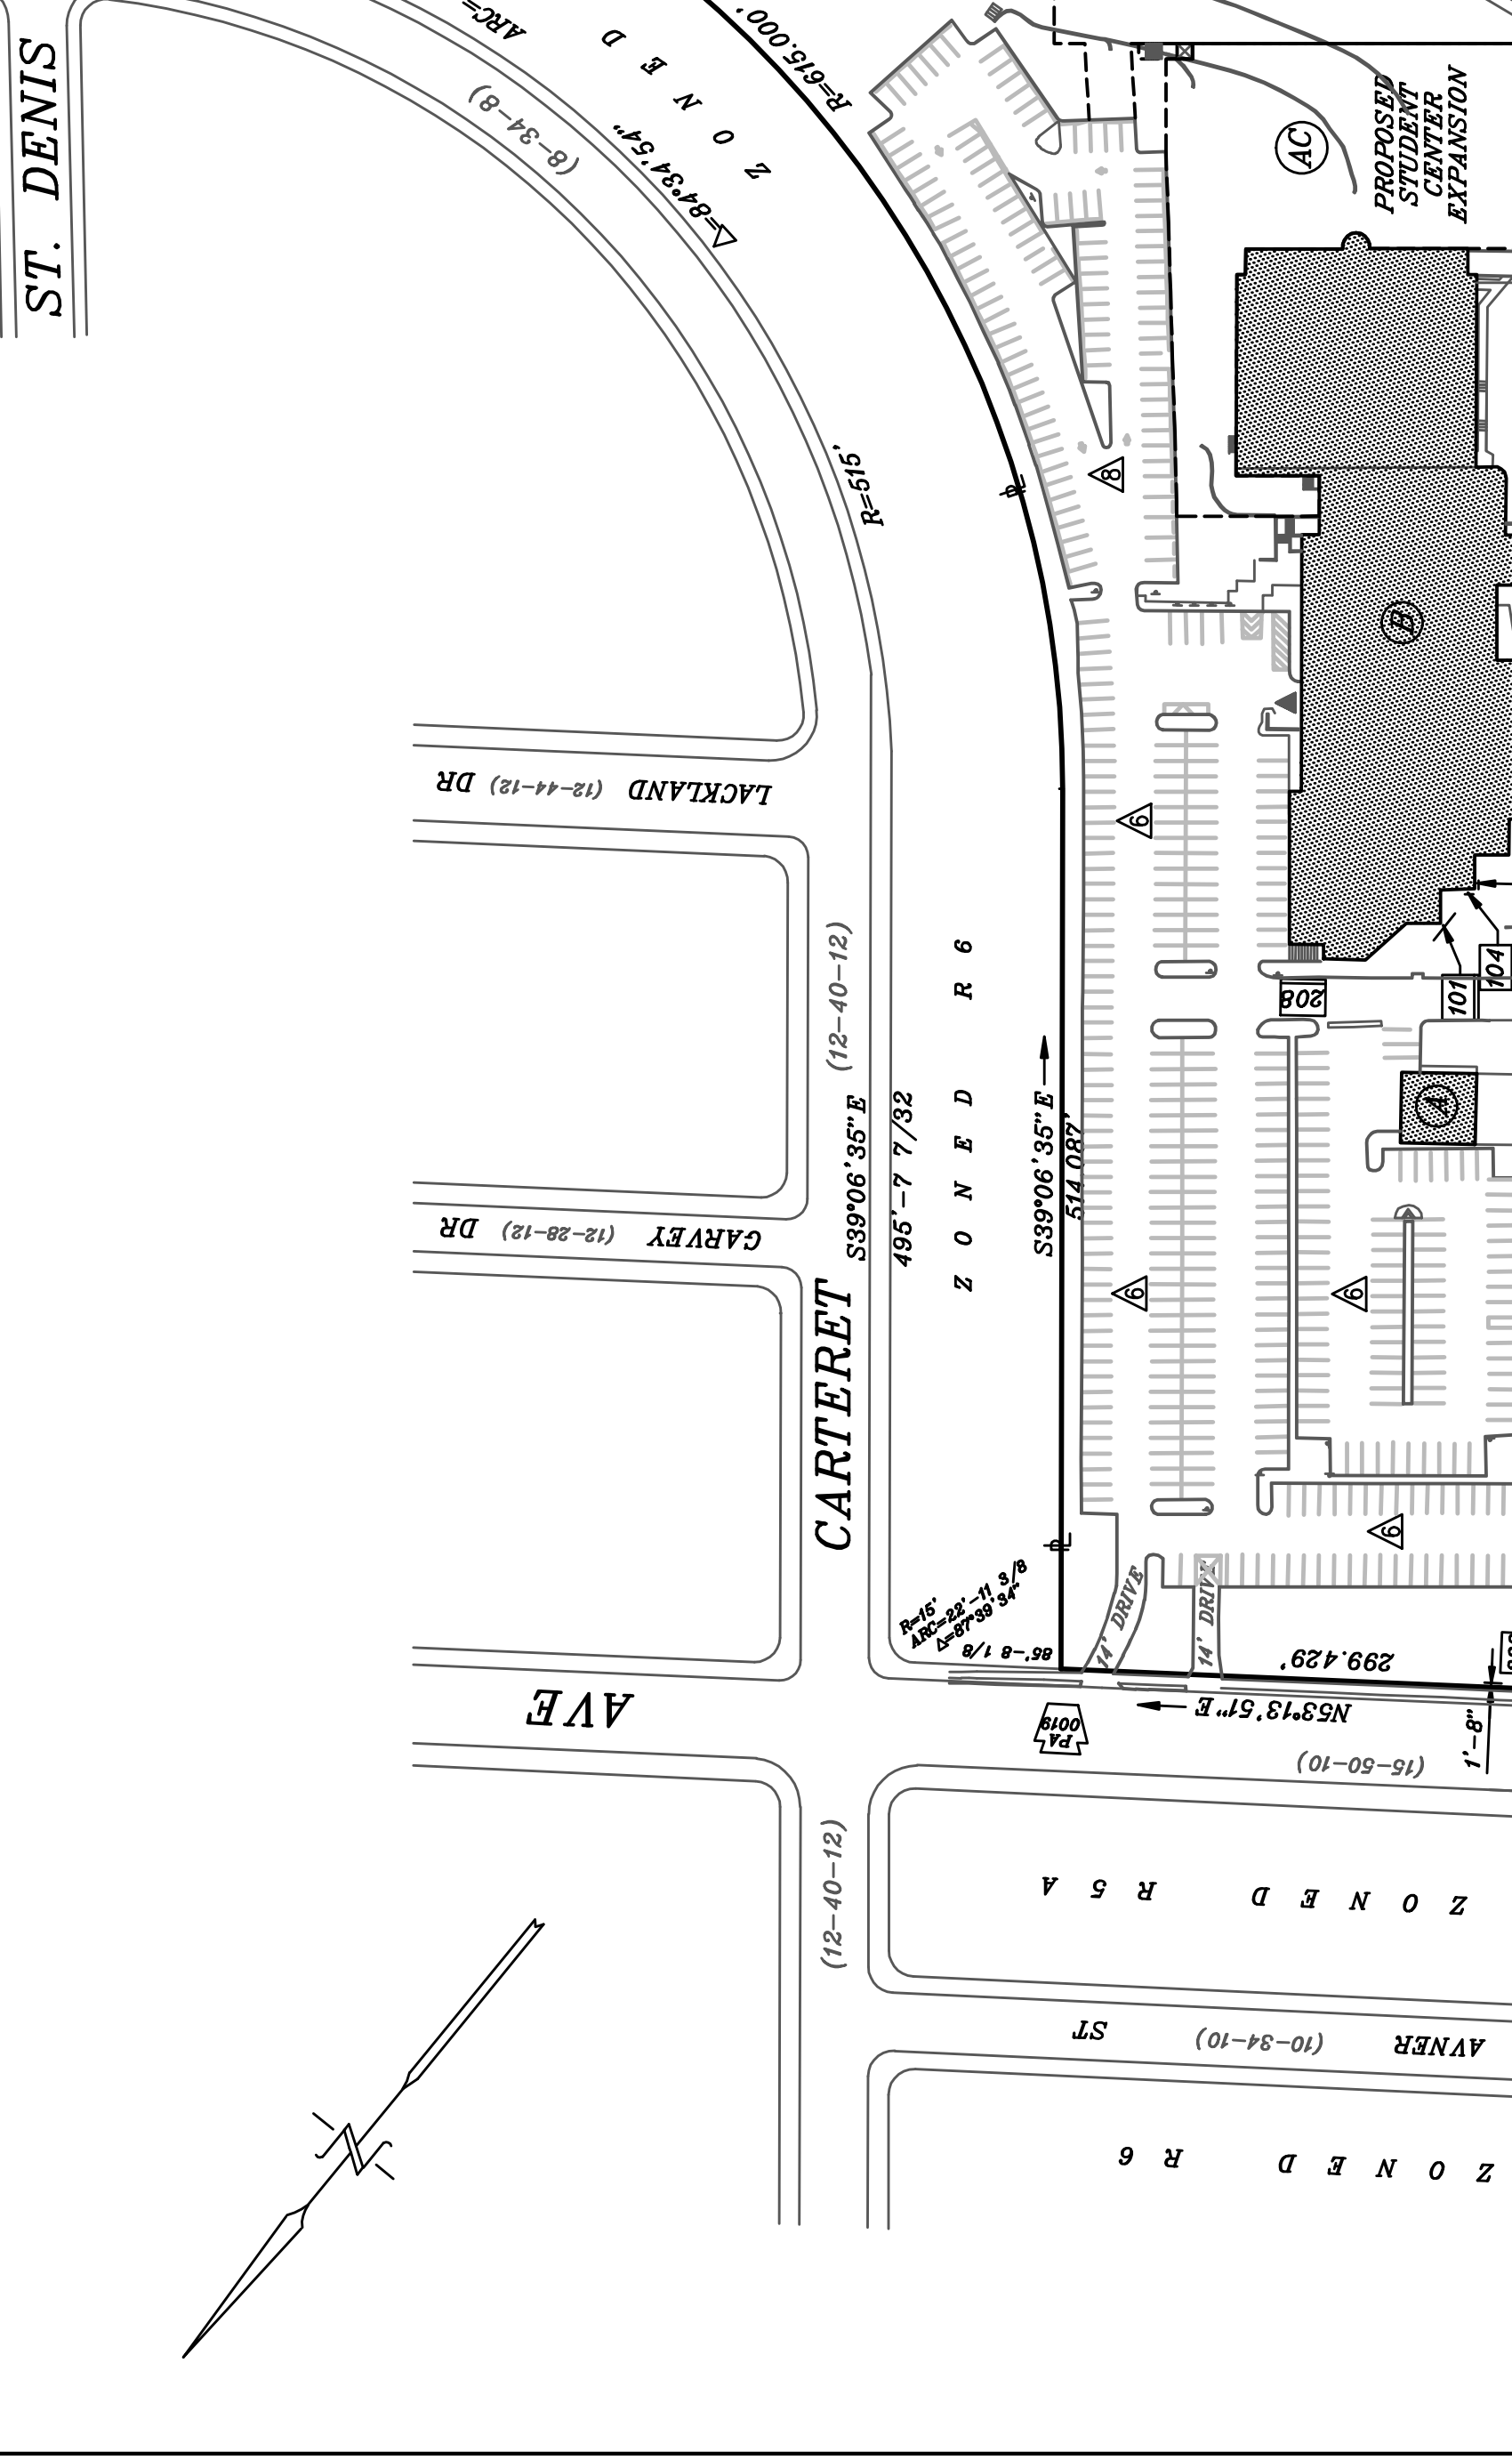 ST. DENIS
ARC=
(8-34-8)
Z O N E D
R=615.000'
△=84°34'54"
R=515'
PROPOSED
STUDENT
CENTER
EXPANSION
AC
8
B
LACKLAND (12-44-12) DR
6
(12-40-12)
Z O N E D R 6
208
101
104
A
S39°06'35"E
495'-7 7/32
S39°06'35"E
514.087'
GARVEY (12-28-12) DR
6
6
CARTERET
6
R=15'
ARC=22'-11 3/8
△=87°39'34"
85'-8 1/8
14' DRIVE
14' DRIVE
299.429'
AVE
N53°13'51"E
PA
0019
1'-8"
(15-50-10)
(12-40-12)
Z O N E D R 5 A
AVNER (10-34-10) ST
Z O N E D R 6
N